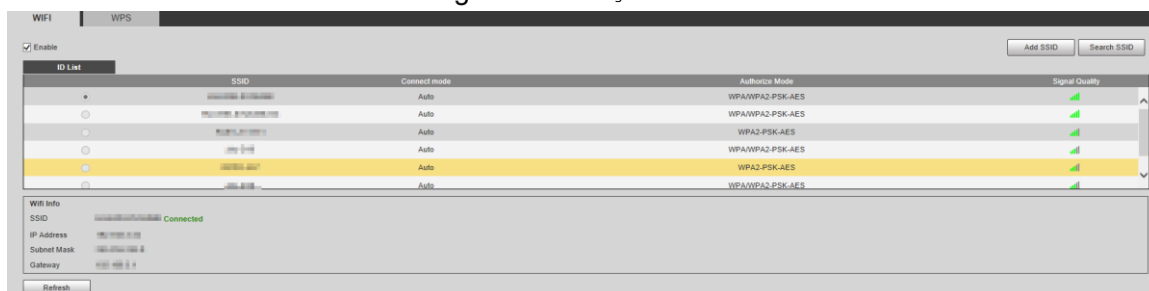 WIFI WPS
Enable Add SSID Search SSID
ID List
SSID Connect mode Authorize Mode Signal Quality
Auto WPA/WPA2-PSK-AES
Auto WPA/WPA2-PSK-AES
Auto WPA2-PSK-AES
Auto WPA/WPA2-PSK-AES
Auto WPA2-PSK-AES
Auto WPA/WPA2-PSK-AES
Wifi Info
SSID Connected
IP Address
Subnet Mask
Gateway
Refresh